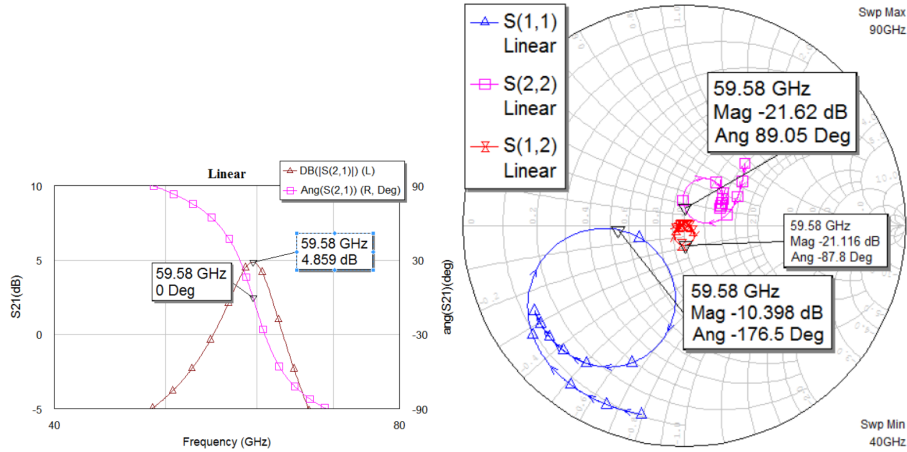 Linear
DB(|S(2,1)|) (L)
Ang(S(2,1)) (R, Deg)
10
5
0
-5
S21(dB)
90
30
-30
-90
ang(S21)(deg)
59.58 GHz
4.859 dB
59.58 GHz
0 Deg
40
80
Frequency (GHz)
S(1,1)
Linear
S(2,2)
Linear
S(1,2)
Linear
Swp Max
90GHz
59.58 GHz
Mag -21.62 dB
Ang 89.05 Deg
59.58 GHz
Mag -21.116 dB
Ang -87.8 Deg
59.58 GHz
Mag -10.398 dB
Ang -176.5 Deg
Swp Min
40GHz